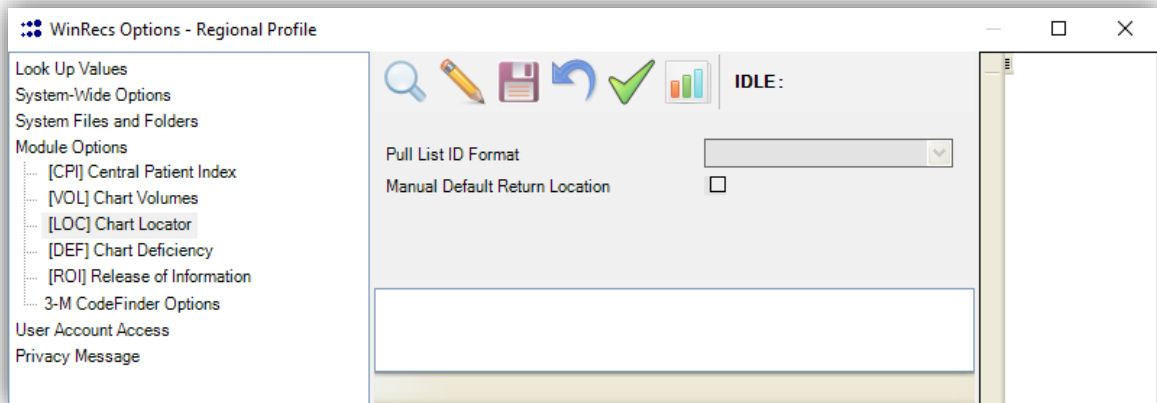 WinRecs Options - Regional Profile
Look Up Values
System-Wide Options
System Files and Folders
Module Options
[CPI] Central Patient Index
[VOL] Chart Volumes
[LOC] Chart Locator
[DEF] Chart Deficiency
[ROI] Release of Information
3-M CodeFinder Options
User Account Access
Privacy Message
IDLE:
Pull List ID Format
Manual Default Return Location